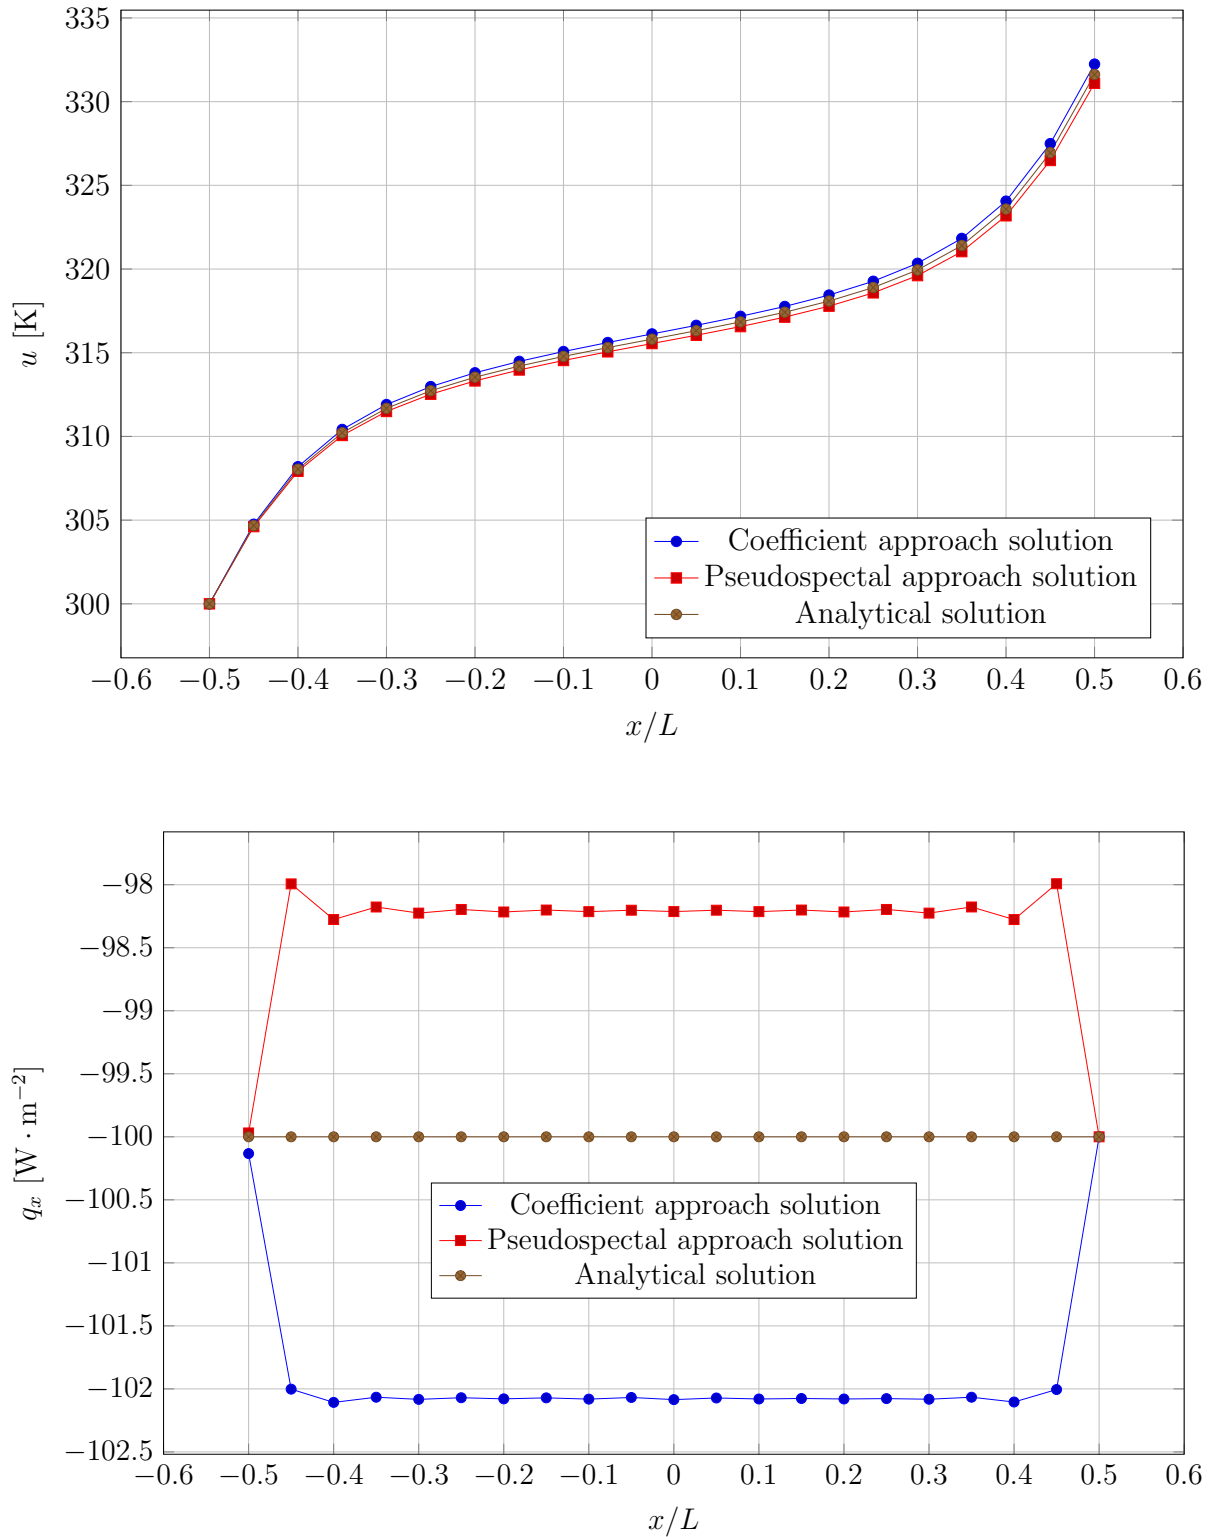 335
330
325
320
315
310
305
300
u [K]
Coefficient approach solution
Pseudospectal approach solution
Analytical solution
−0.6 −0.5 −0.4 −0.3 −0.2 −0.1 0 0.1 0.2 0.3 0.4 0.5 0.6
x/L
−98
−98.5
−99
−99.5
−100
−100.5
−101
−101.5
−102
−102.5
qₓ [W · m⁻²]
Coefficient approach solution
Pseudospectal approach solution
Analytical solution
−0.6 −0.5 −0.4 −0.3 −0.2 −0.1 0 0.1 0.2 0.3 0.4 0.5 0.6
x/L